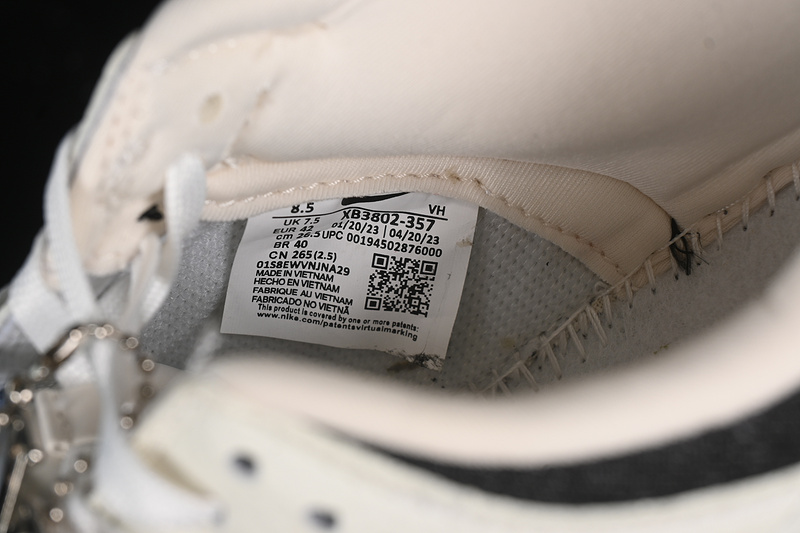 8.5 XB3802-357 VH
UK 7.5 01/20/23 | 04/20/23
EUR 42 UPC 00194502876000
cm 26.5
BR 40
CN 265(2.5)
01S8EWVNJNA29
MADE IN VIETNAM
HECHO EN VIETNAM
FABRIQUE AU VIETNAM
FABRICADO NO VIETNÃ
This product is covered by one or more patents:
www.nike.com/patentsvirtualmarking